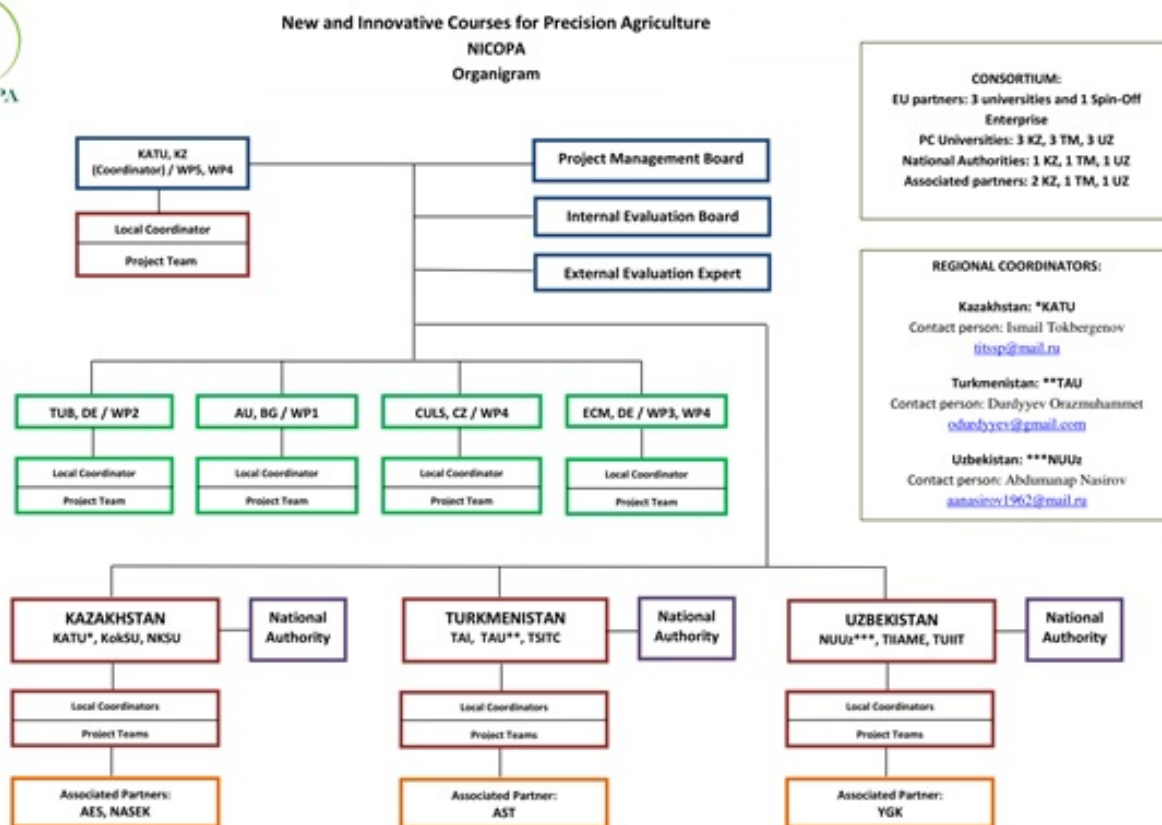 New and Innovative Courses for Precision Agriculture
NICOPA
Organigram
PA
CONSORTIUM:
EU partners: 3 universities and 1 Spin-Off
Enterprise
PC Universities: 3 KZ, 3 TM, 3 UZ
National Authorities: 1 KZ, 1 TM, 1 UZ
Associated partners: 2 KZ, 1 TM, 1 UZ
KATU, KZ
(Coordinator) / WP5, WP4
Local Coordinator
Project Team
Project Management Board
Internal Evaluation Board
External Evaluation Expert
REGIONAL COORDINATORS:
Kazakhstan: *KATU
Contact person: Ismail Tokbergenov
titssp@mail.ru
Turkmenistan: **TAU
Contact person: Durdyyev Orazmuhammet
odurdyyev@gmail.com
Uzbekistan: ***NUUz
Contact person: Abdumanap Nasirov
aanasirov1962@mail.ru
TUB, DE / WP2
Local Coordinator
Project Team
AU, BG / WP1
Local Coordinator
Project Team
CULS, CZ / WP4
Local Coordinator
Project Team
ECM, DE / WP3, WP4
Local Coordinator
Project Team
KAZAKHSTAN
KATU*, KokSU, NKSU
National
Authority
Local Coordinators
Project Teams
Associated Partners:
AES, NASEK
TURKMENISTAN
TAI, TAU**, TSITC
National
Authority
Local Coordinators
Project Teams
Associated Partner:
AST
UZBEKISTAN
NUUz***, TIIAME, TUIIT
National
Authority
Local Coordinators
Project Teams
Associated Partner:
YGK